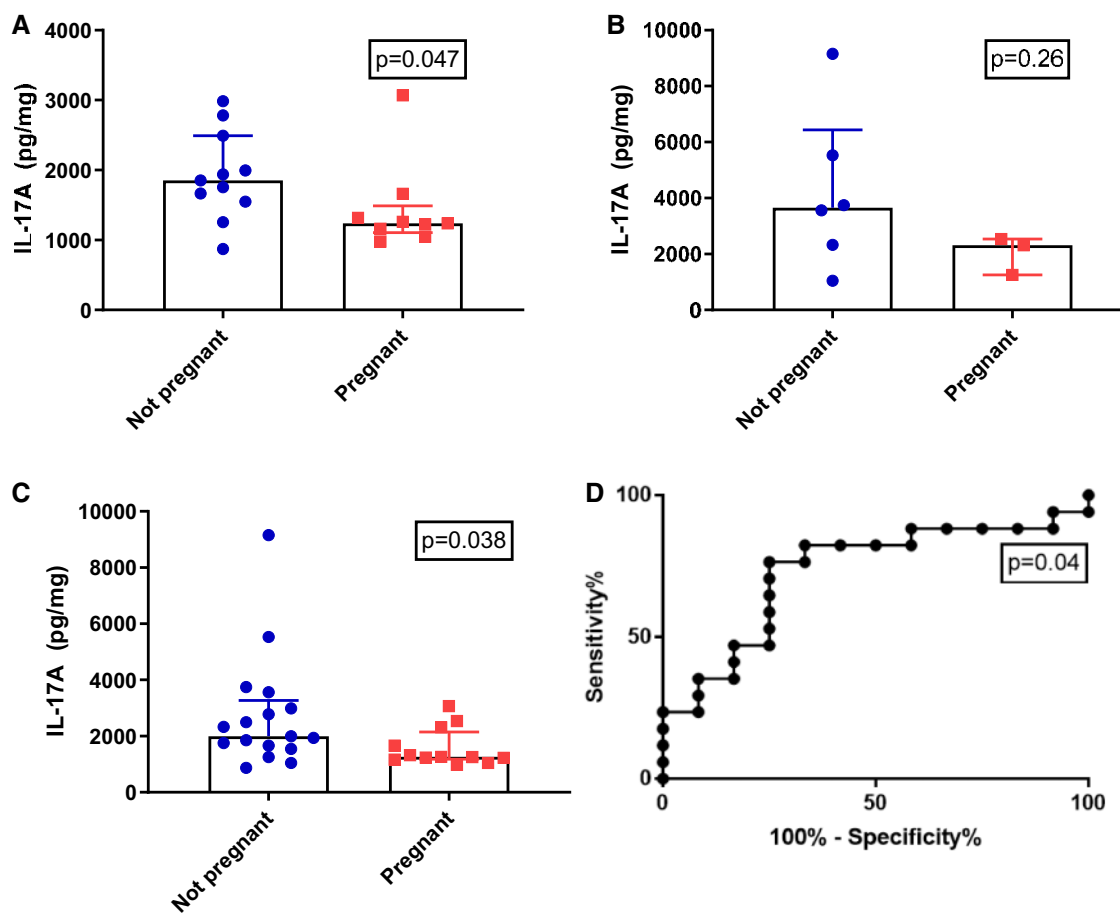 A
4000
3000
2000
1000
0
IL-17A (pg/mg)
p=0.047
Not pregnant
Pregnant
B
10000
8000
6000
4000
2000
0
IL-17A (pg/mg)
p=0.26
Not pregnant
Pregnant
C
10000
8000
6000
4000
2000
0
IL-17A (pg/mg)
p=0.038
Not pregnant
Pregnant
D
100
50
0
Sensitivity%
p=0.04
0
50
100
100% - Specificity%